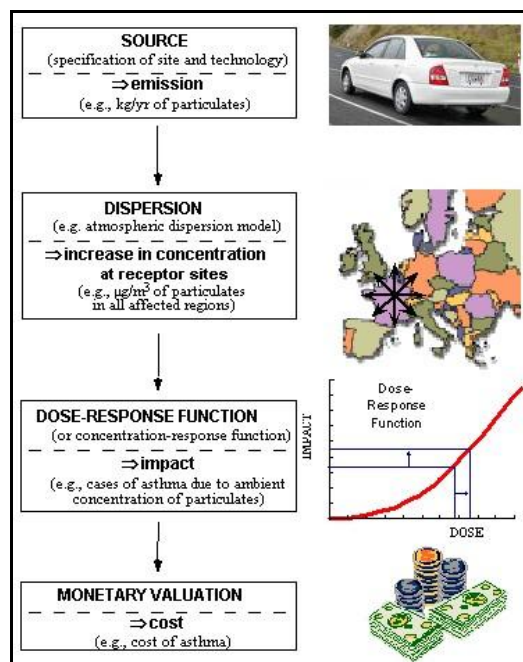 SOURCE
(specification of site and technology)
⇒emission
(e.g., kg/yr of particulates)
DISPERSION
(e.g. atmospheric dispersion model)
⇒increase in concentration
at receptor sites
(e.g., µg/m³ of particulates
in all affected regions)
DOSE-RESPONSE FUNCTION
(or concentration-response function)
⇒impact
(e.g., cases of asthma due to ambient
concentration of particulates)
Dose-
Response
Function
IMPACT
DOSE
MONETARY VALUATION
⇒cost
(e.g., cost of asthma)